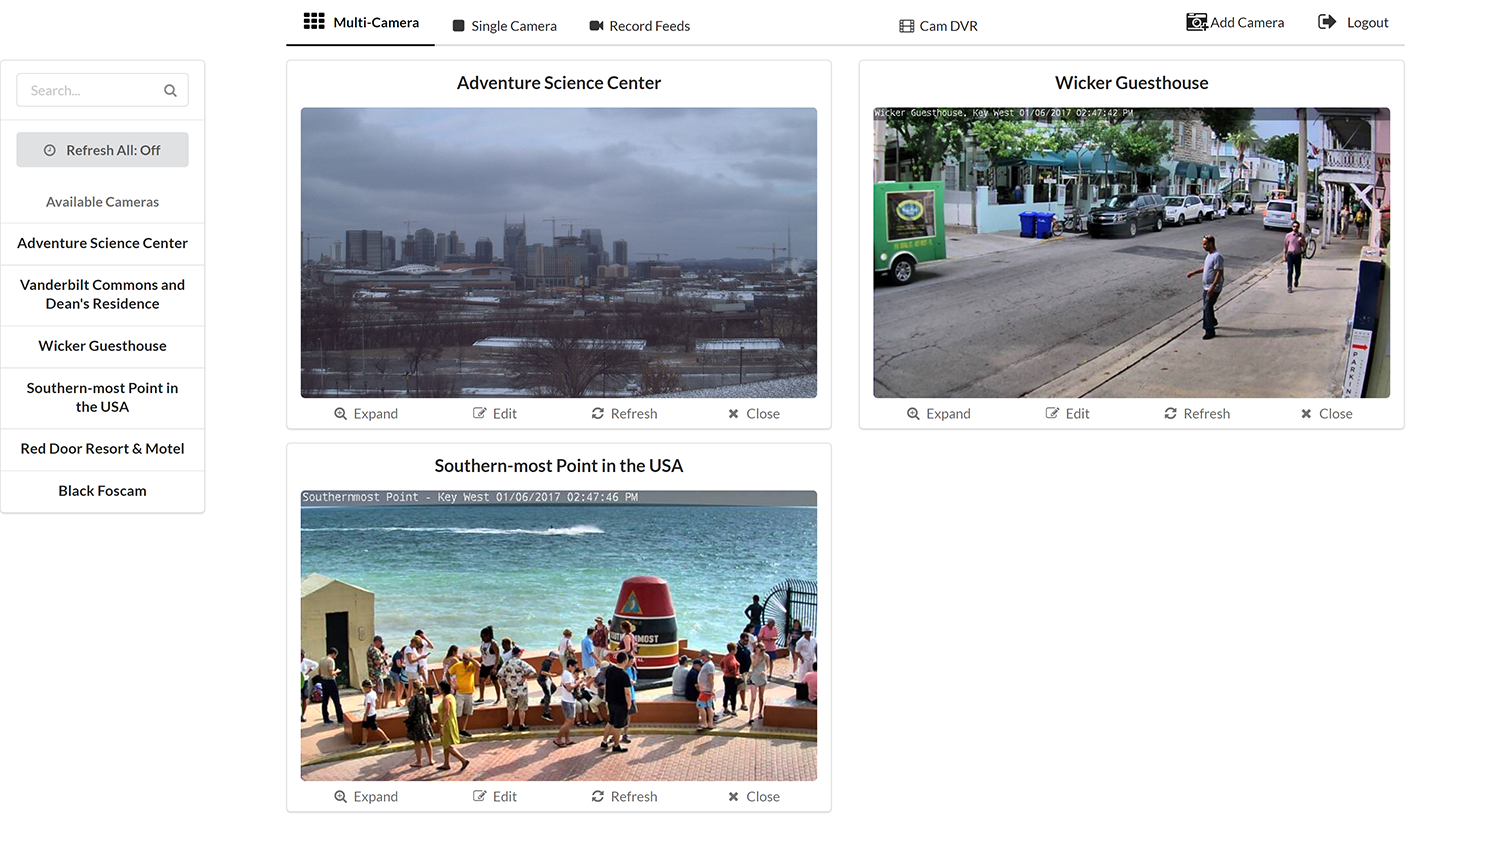 Multi-Camera
Single Camera
Record Feeds
Cam DVR
Add Camera
Logout
Search...
Refresh All: Off
Available Cameras
Adventure Science Center
Vanderbilt Commons and
Dean's Residence
Wicker Guesthouse
Southern-most Point in
the USA
Red Door Resort & Motel
Black Foscam
Adventure Science Center
Expand
Edit
Refresh
Close
Wicker Guesthouse
Wicker Guesthouse, Key West 01/06/2017 02:47:42 PM
PARKIN
Expand
Edit
Refresh
Close
Southern-most Point in the USA
Southernmost Point - Key West 01/06/2017 02:47:46 PM
Expand
Edit
Refresh
Close